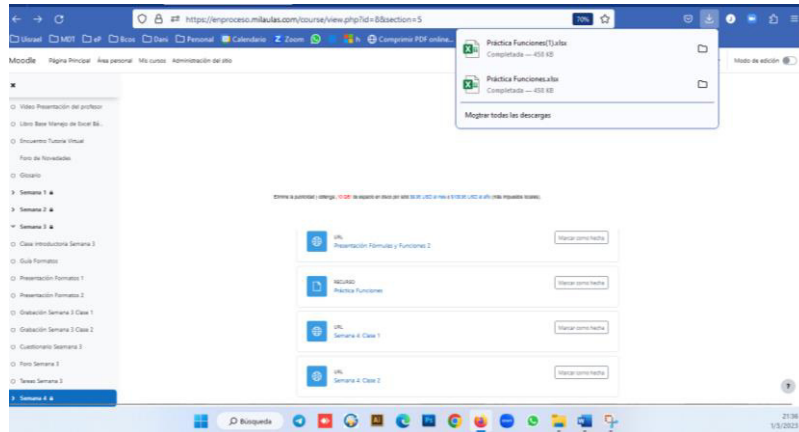 https://enproceso.milaulas.com/course/view.php?id=8&section=5
70%
Uisrael MDT eP Bcos Dani Personal Calendario Zoom h Comprimir PDF online...
Práctica Funciones(1).xlsx
Completada — 458 KB
Práctica Funciones.xlsx
Completada — 458 KB
Mostrar todas las descargas
Moodle Página Principal Área personal Mis cursos Administración del sitio
Modo de edición
Video Presentación del profesor
Libro Base Manejo de Excel Bá...
Encuentro Tutoría Virtual
Foro de Novedades
Glosario
Semana 1
Semana 2
Semana 3
Clase Introductoria Semana 3
Guía Formatos
Presentación Formatos 1
Presentación Formatos 2
Grabación Semana 3 Clase 1
Grabación Semana 3 Clase 2
Cuestionario Seamana 3
Foro Semana 3
Tareas Semana 3
Semana 4
URL
Presentación Fórmulas y Funciones 2
Marcar como hecha
RECURSO
Práctica Funciones
Marcar como hecha
URL
Semana 4: Clase 1
Marcar como hecha
URL
Semana 4: Clase 2
Marcar como hecha
?
Búsqueda
21:36
1/5/2023